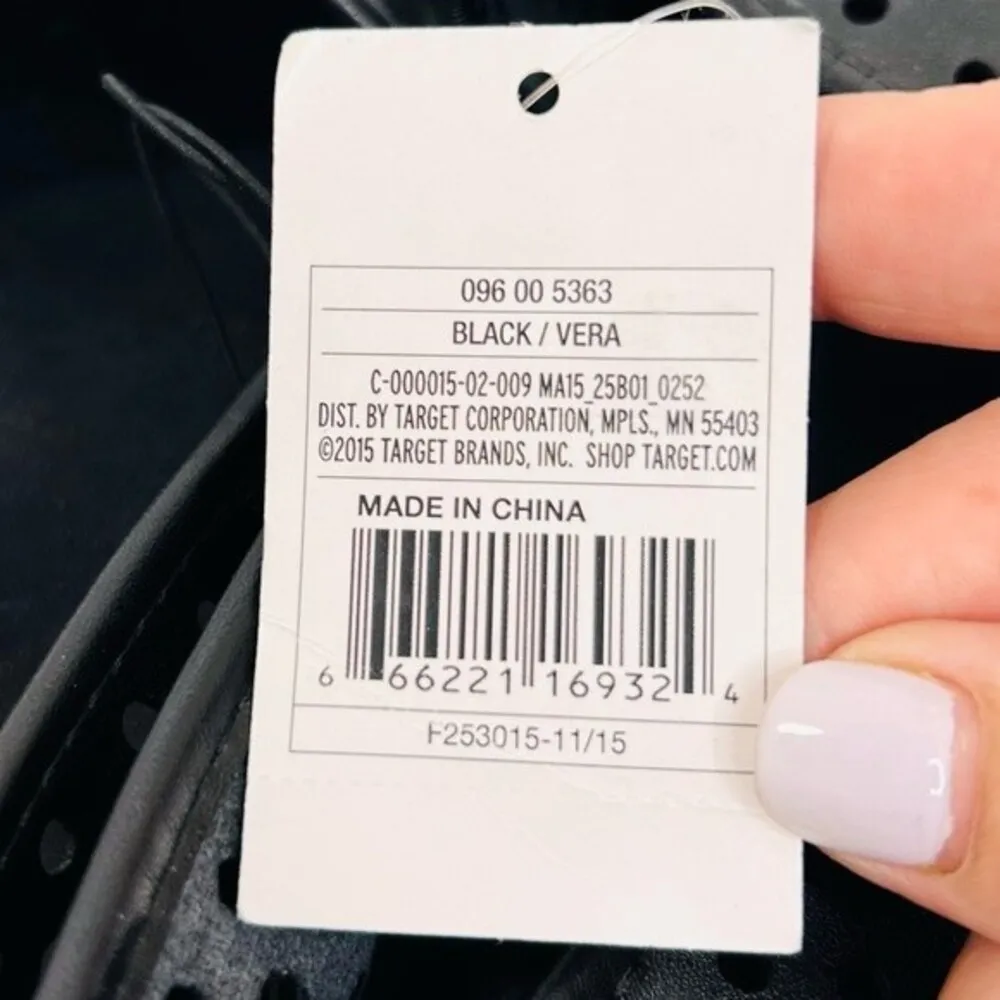 096 00 5363
BLACK / VERA
C-000015-02-009 MA15_25B01_0252
DIST. BY TARGET CORPORATION, MPLS., MN 55403
©2015 TARGET BRANDS, INC. SHOP TARGET.COM
MADE IN CHINA
6 66221 16932 4
F253015-11/15